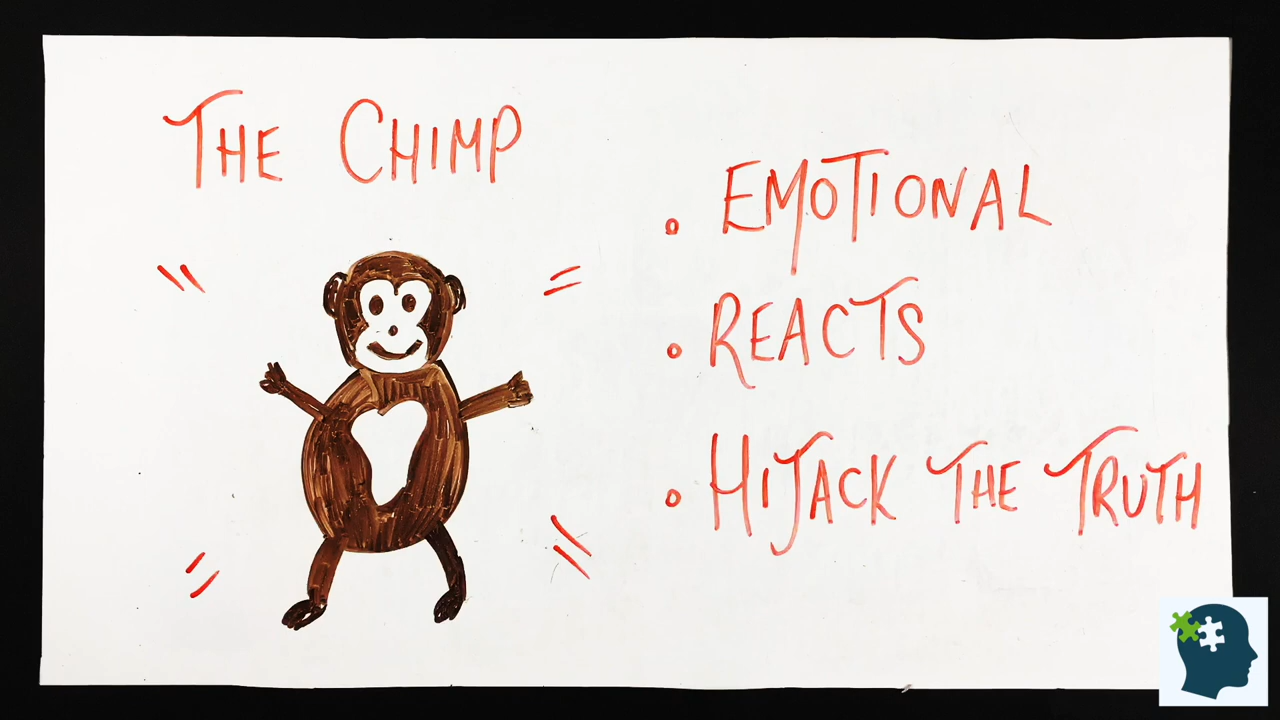 THE CHIMP
• EMOTIONAL
• REACTS
• HIJACK THE TRUTH